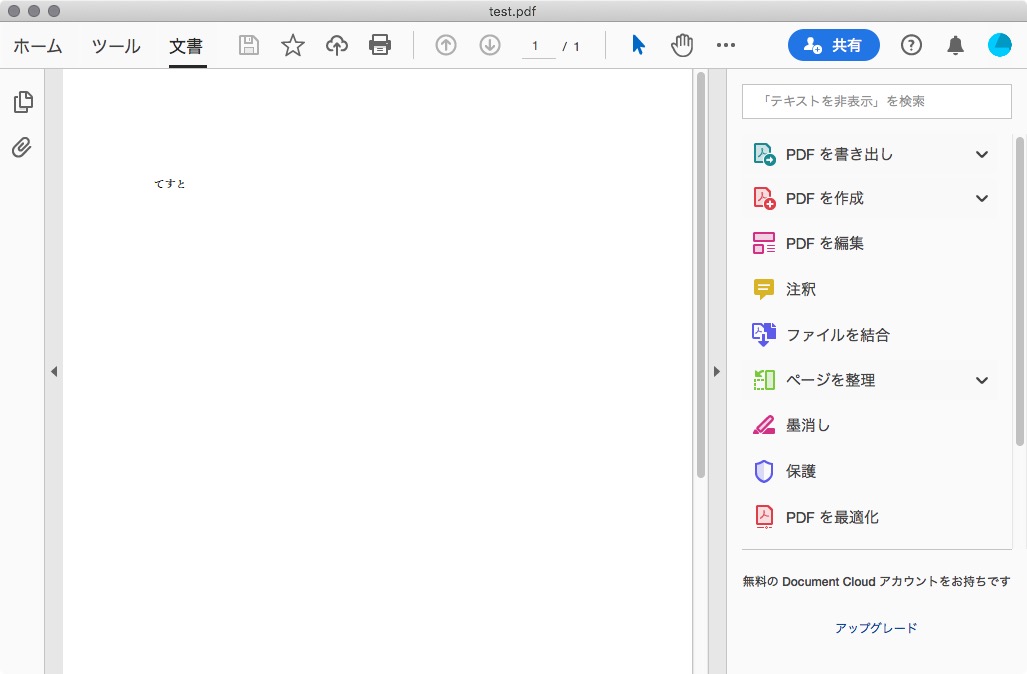 test.pdf
ホーム ツール 文書 1 / 1 共有
てすと
「テキストを非表示」を検索
PDF を書き出し
PDF を作成
PDF を編集
注釈
ファイルを結合
ページを整理
墨消し
保護
PDF を最適化
無料の Document Cloud アカウントをお持ちです
アップグレード